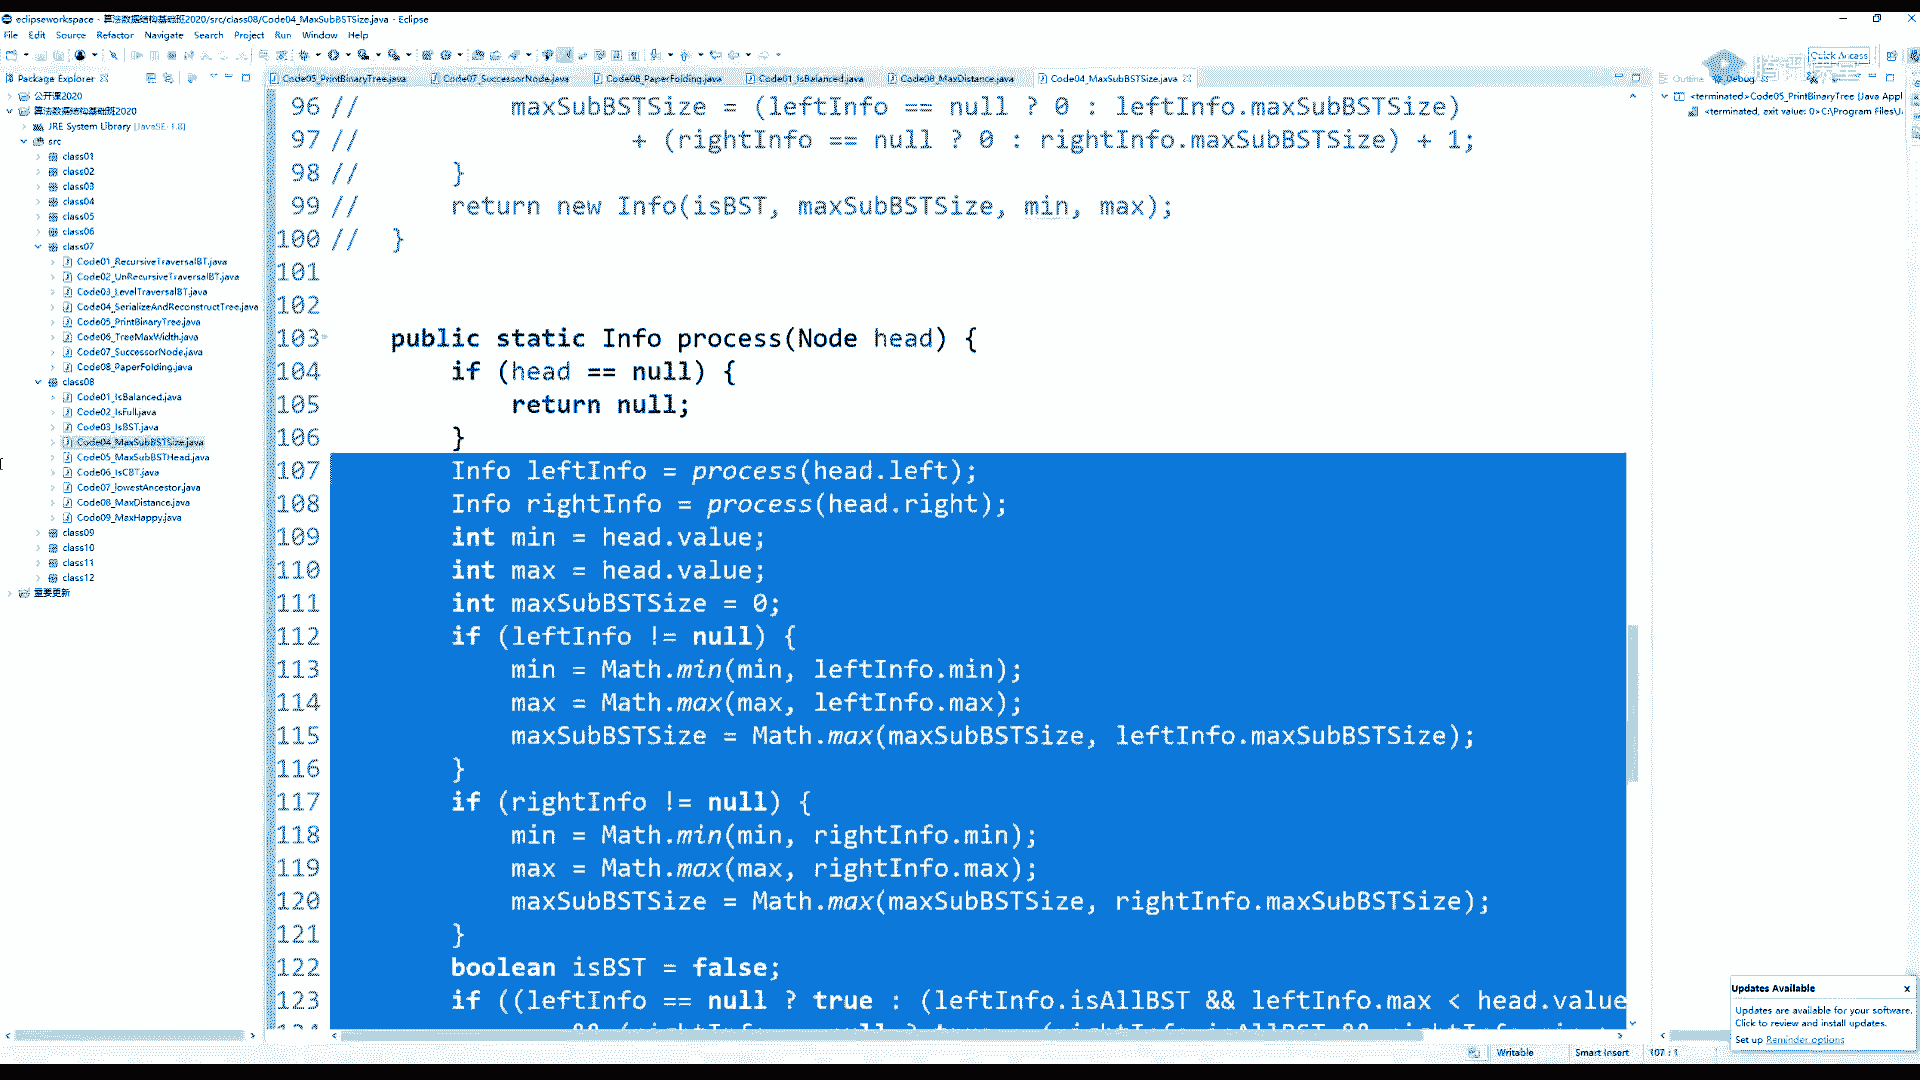 eclipseworkspace - 算法数据结构基础班2020/src/class08/Code04_MaxSubBSTSize.java - Eclipse
File Edit Source Refactor Navigate Search Project Run Window Help
Quick Access
Package Explorer
Code05_PrintBinaryTree.java Code07_SuccessorNode.java Code08_PaperFolding.java Code01_IsBalanced.java Code08_MaxDistance.java Code04_MaxSubBSTSize.java
Outline Debug
公开课2020
算法数据结构基础班2020
JRE System Library [JavaSE-1.8]
src
class01
class02
class03
class04
class05
class06
class07
Code01_RecursiveTraversalBT.java
Code02_UnRecursiveTraversalBT.java
Code03_LevelTraversalBT.java
Code04_SerializeAndReconstructTree.java
Code05_PrintBinaryTree.java
Code06_TreeMaxWidth.java
Code07_SuccessorNode.java
Code08_PaperFolding.java
class08
Code01_IsBalanced.java
Code02_IsFull.java
Code03_IsBST.java
Code04_MaxSubBSTSize.java
Code05_MaxSubBSTHead.java
Code06_IsCBT.java
Code07_lowestAncestor.java
Code08_MaxDistance.java
Code09_MaxHappy.java
class09
class10
class11
class12
重要更新
96 // maxSubBSTSize = (leftInfo == null ? 0 : leftInfo.maxSubBSTSize)
97 // + (rightInfo == null ? 0 : rightInfo.maxSubBSTSize) + 1;
98 // }
99 // return new Info(isBST, maxSubBSTSize, min, max);
100 // }
101
102
103 public static Info process(Node head) {
104 if (head == null) {
105 return null;
106 }
107 Info leftInfo = process(head.left);
108 Info rightInfo = process(head.right);
109 int min = head.value;
110 int max = head.value;
111 int maxSubBSTSize = 0;
112 if (leftInfo != null) {
113 min = Math.min(min, leftInfo.min);
114 max = Math.max(max, leftInfo.max);
115 maxSubBSTSize = Math.max(maxSubBSTSize, leftInfo.maxSubBSTSize);
116 }
117 if (rightInfo != null) {
118 min = Math.min(min, rightInfo.min);
119 max = Math.max(max, rightInfo.max);
120 maxSubBSTSize = Math.max(maxSubBSTSize, rightInfo.maxSubBSTSize);
121 }
122 boolean isBST = false;
123 if ((leftInfo == null ? true : (leftInfo.isAllBST && leftInfo.max < head.value
<terminated>Code05_PrintBinaryTree [Java Appl
<terminated, exit value: 0>C:\Program Files\J
Updates Available x
Updates are available for your software.
Click to review and install updates.
Set up Reminder options
Writable Smart Insert 107 : 1